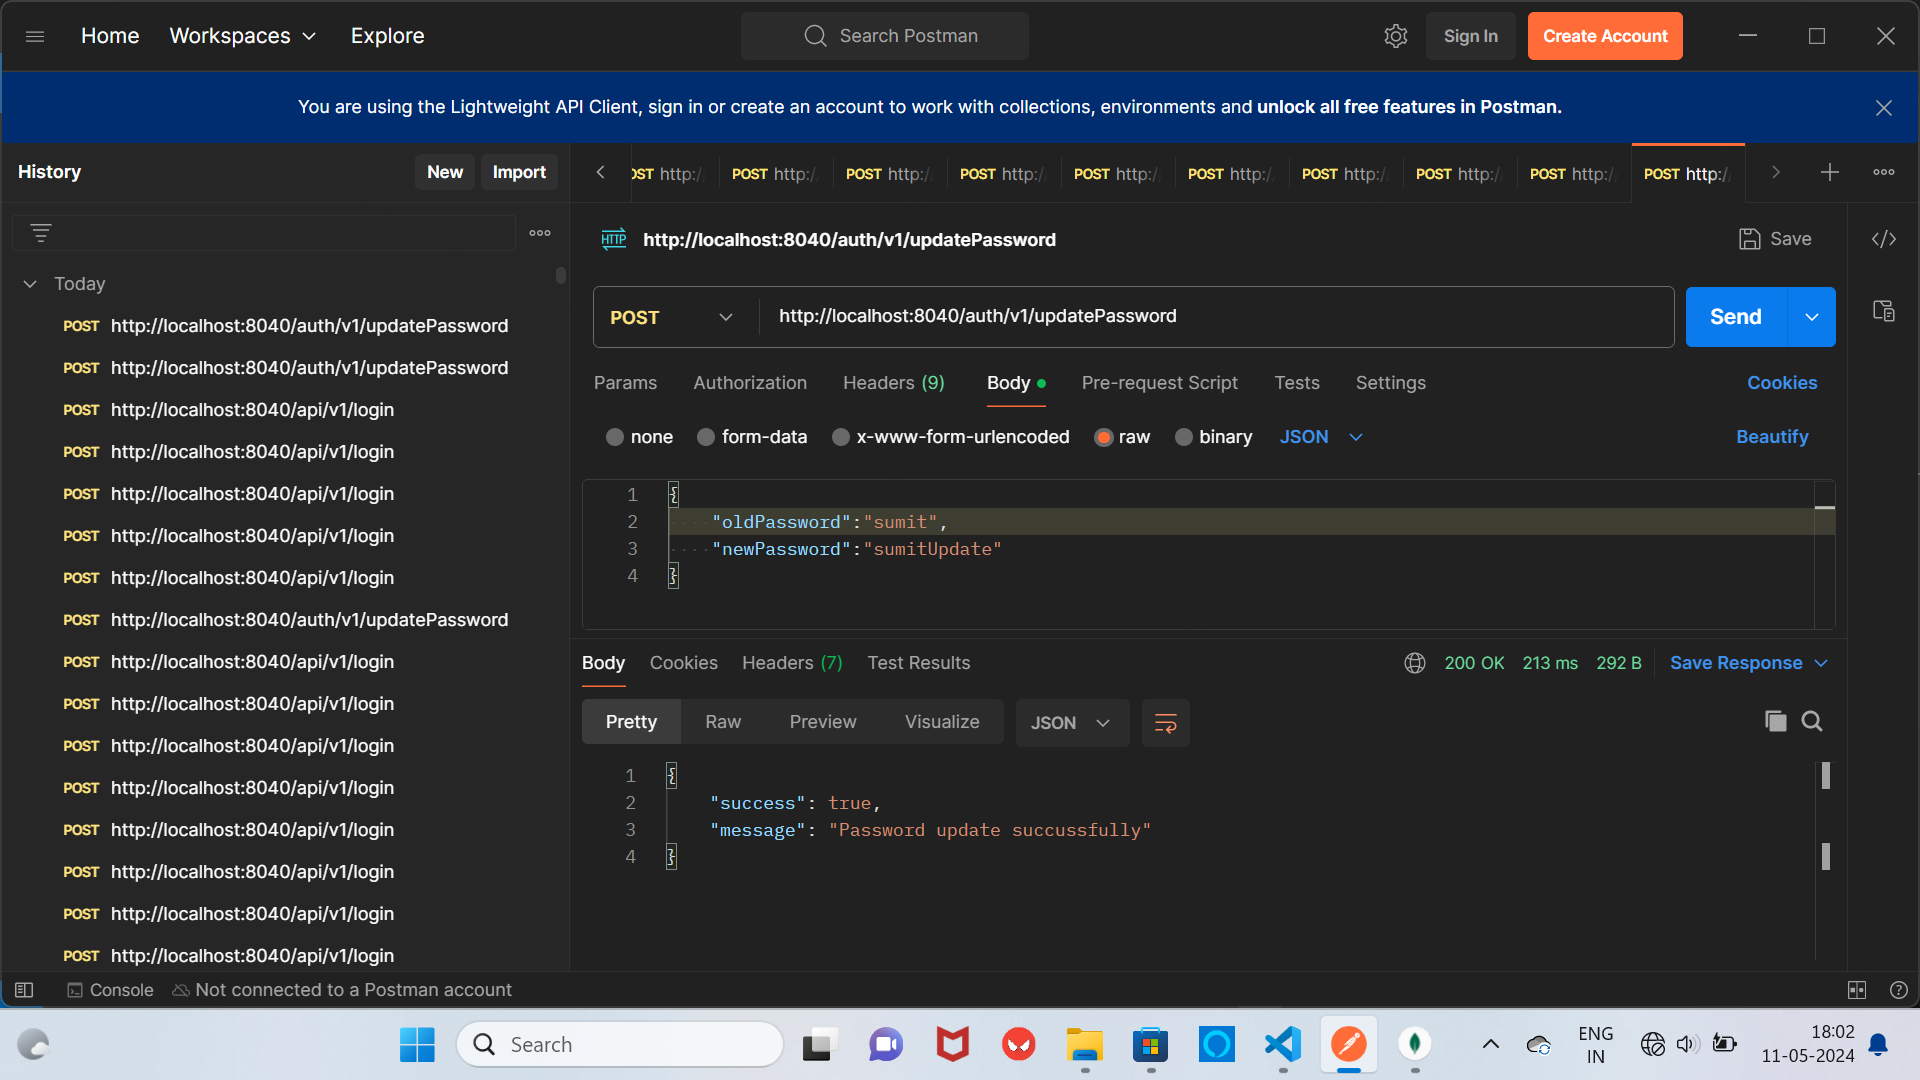 Home
Workspaces
Explore
Search Postman
Sign In
Create Account
You are using the Lightweight API Client, sign in or create an account to work with collections, environments and unlock all free features in Postman.
History
New
Import
OST http:/
POST http:/
POST http:/
POST http:/
POST http:/
POST http:/
POST http:/
POST http:/
POST http:/
POST http:/
Today
POST http://localhost:8040/auth/v1/updatePassword
POST http://localhost:8040/auth/v1/updatePassword
POST http://localhost:8040/api/v1/login
POST http://localhost:8040/api/v1/login
POST http://localhost:8040/api/v1/login
POST http://localhost:8040/api/v1/login
POST http://localhost:8040/api/v1/login
POST http://localhost:8040/auth/v1/updatePassword
POST http://localhost:8040/api/v1/login
POST http://localhost:8040/api/v1/login
POST http://localhost:8040/api/v1/login
POST http://localhost:8040/api/v1/login
POST http://localhost:8040/api/v1/login
POST http://localhost:8040/api/v1/login
POST http://localhost:8040/api/v1/login
POST http://localhost:8040/api/v1/login
HTTP http://localhost:8040/auth/v1/updatePassword
Save
POST
http://localhost:8040/auth/v1/updatePassword
Send
Params
Authorization
Headers (9)
Body
Pre-request Script
Tests
Settings
Cookies
none
form-data
x-www-form-urlencoded
raw
binary
JSON
Beautify
1 {
2 "oldPassword":"sumit",
3 "newPassword":"sumitUpdate"
4 }
Body
Cookies
Headers (7)
Test Results
200 OK
213 ms
292 B
Save Response
Pretty
Raw
Preview
Visualize
JSON
1 {
2 "success": true,
3 "message": "Password update succussfully"
4 }
Console
Not connected to a Postman account
Search
ENG
IN
18:02
11-05-2024